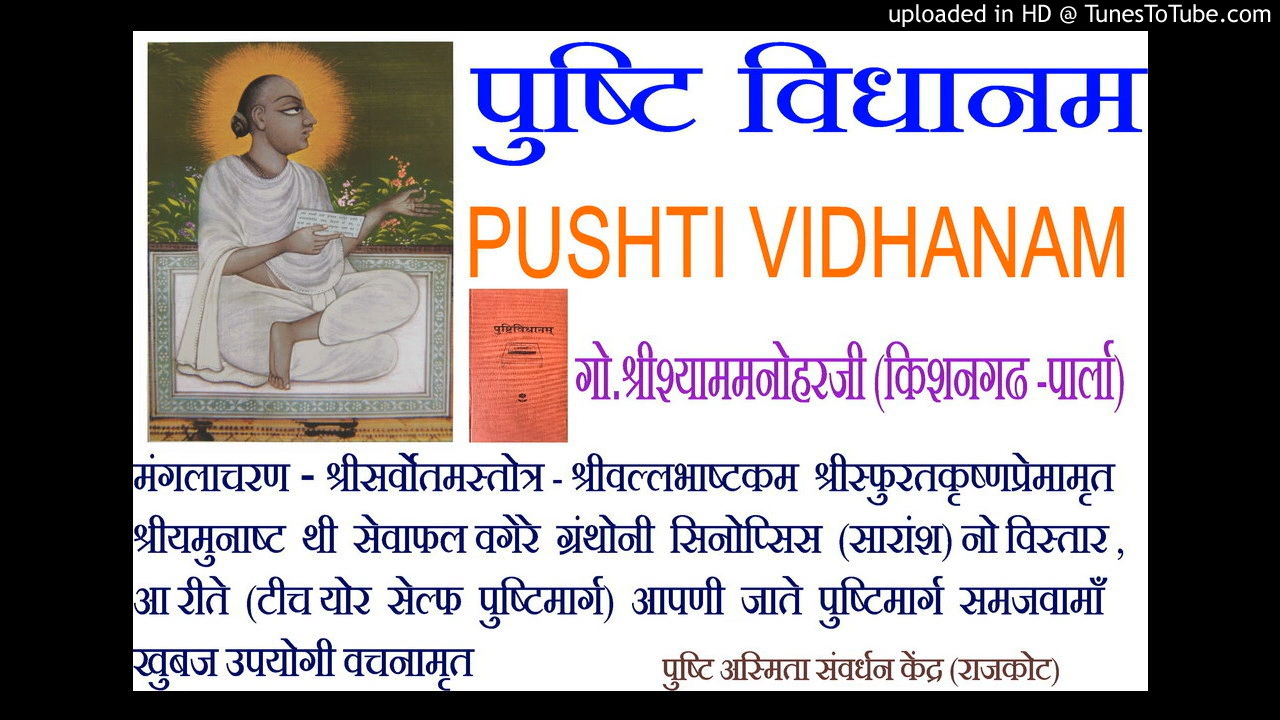 uploaded in HD @ TunesToTube.com
पुष्टि विधानम
PUSHTI VIDHANAM
पुष्टिविधानम्
गो.श्रीश्याममनोहरजी (किशनगढ -पार्ला)
मंगलाचरण - श्रीसर्वोतमस्तोत्र - श्रीवल्लभाष्टकम श्रीस्फुरतकृष्णप्रेमामृत
श्रीयमुनाष्ट थी सेवाफल वगेरे ग्रंथोनी सिनोप्सिस (सारांश) नो विस्तार ,
आ रीते (टीच योर सेल्फ पुष्टिमार्ग) आपणी जाते पुष्टिमार्ग समजवामाँ
खुबज उपयोगी वचनामृत
पुष्टि अस्मिता संवर्धन केंद्र (राजकोट)